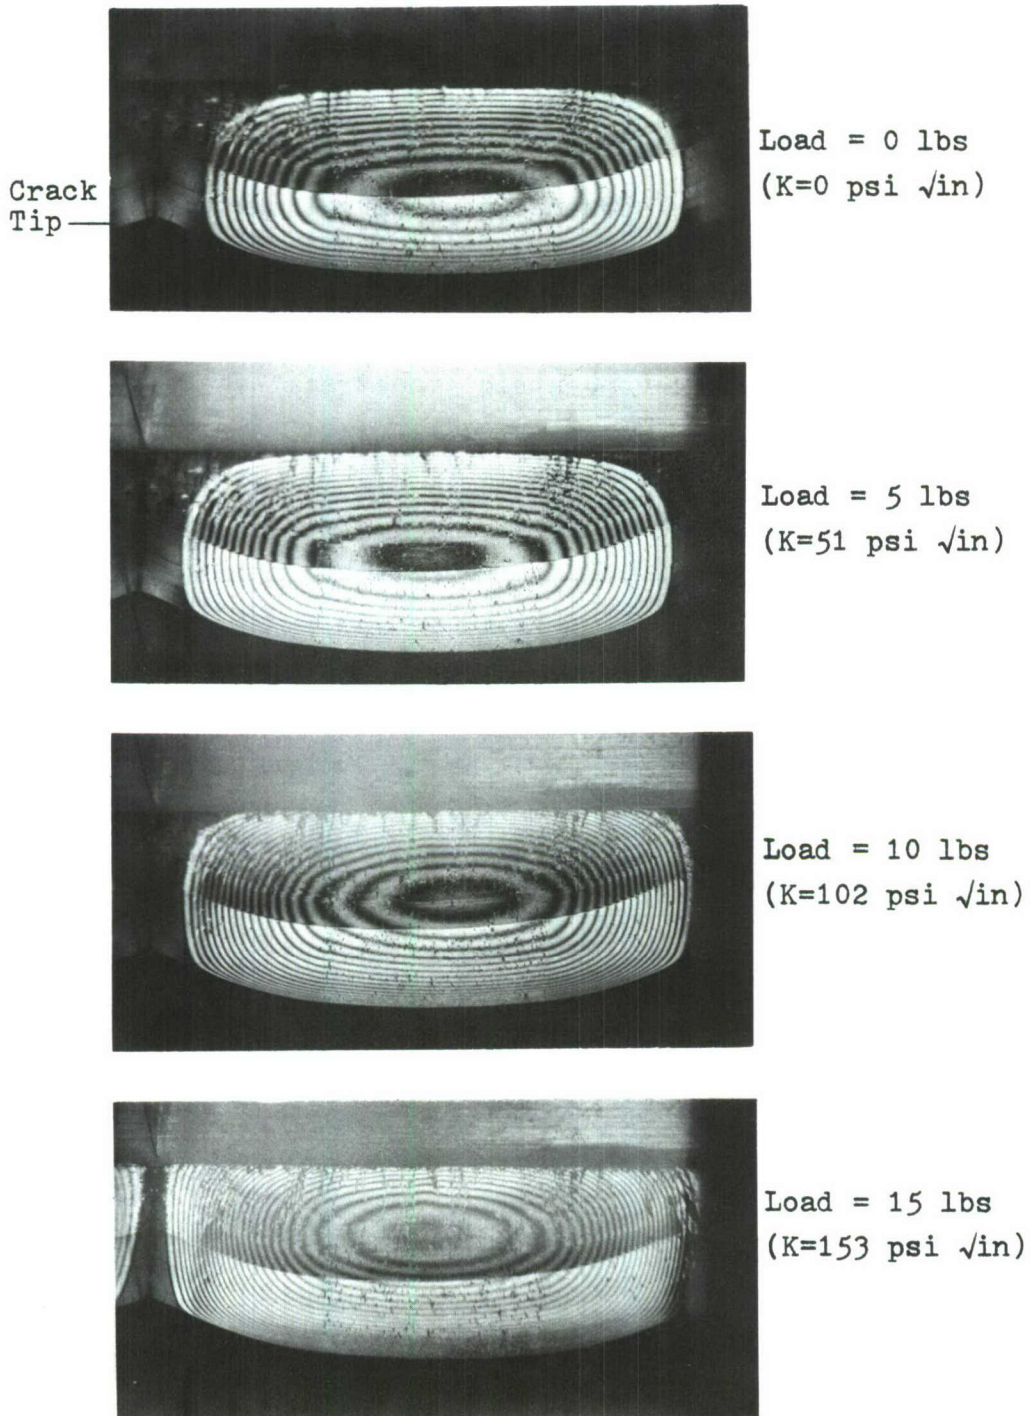 Load = 0 lbs
(K=0 psi √in)
Crack
Tip
Load = 5 lbs
(K=51 psi √in)
Load = 10 lbs
(K=102 psi √in)
Load = 15 lbs
(K=153 psi √in)